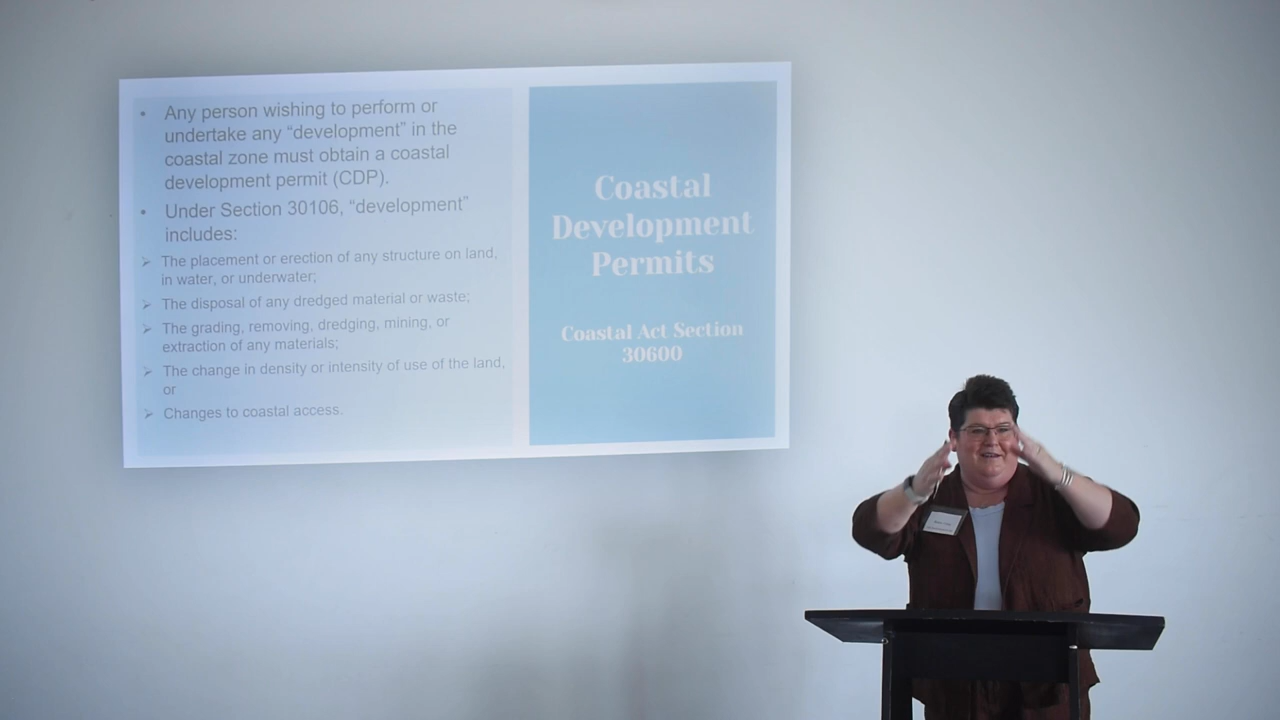 • Any person wishing to perform or
undertake any “development” in the
coastal zone must obtain a coastal
development permit (CDP).
• Under Section 30106, “development”
includes:
➢ The placement or erection of any structure on land,
in water, or underwater;
➢ The disposal of any dredged material or waste;
➢ The grading, removing, dredging, mining, or
extraction of any materials;
➢ The change in density or intensity of use of the land,
or
➢ Changes to coastal access.
Coastal
Development
Permits
Coastal Act Section
30600